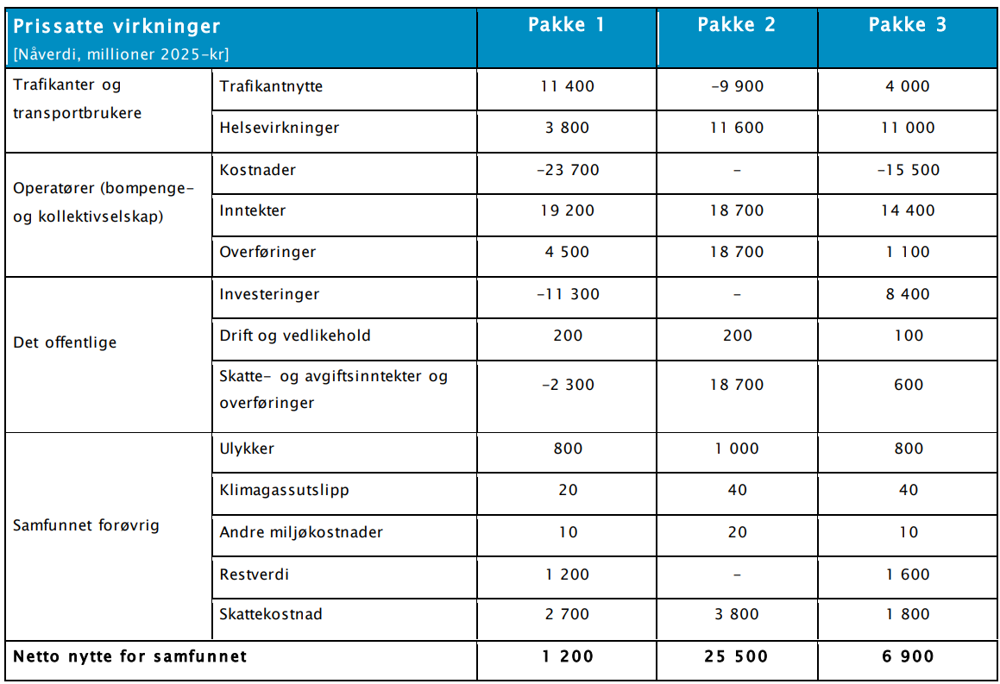 Prissatte virkninger Pakke 1 Pakke 2 Pakke 3
[Nåverdi, millioner 2025-kr]
Trafikanter og transportbrukere Trafikantnytte 11 400 -9 900 4 000
Helsevirkninger 3 800 11 600 11 000
Operatører (bompenge- og kollektivselskap) Kostnader -23 700 - -15 500
Inntekter 19 200 18 700 14 400
Overføringer 4 500 18 700 1 100
Det offentlige Investeringer -11 300 - 8 400
Drift og vedlikehold 200 200 100
Skatte- og avgiftsinntekter og overføringer -2 300 18 700 600
Samfunnet forøvrig Ulykker 800 1 000 800
Klimagassutslipp 20 40 40
Andre miljøkostnader 10 20 10
Restverdi 1 200 - 1 600
Skattekostnad 2 700 3 800 1 800
Netto nytte for samfunnet 1 200 25 500 6 900